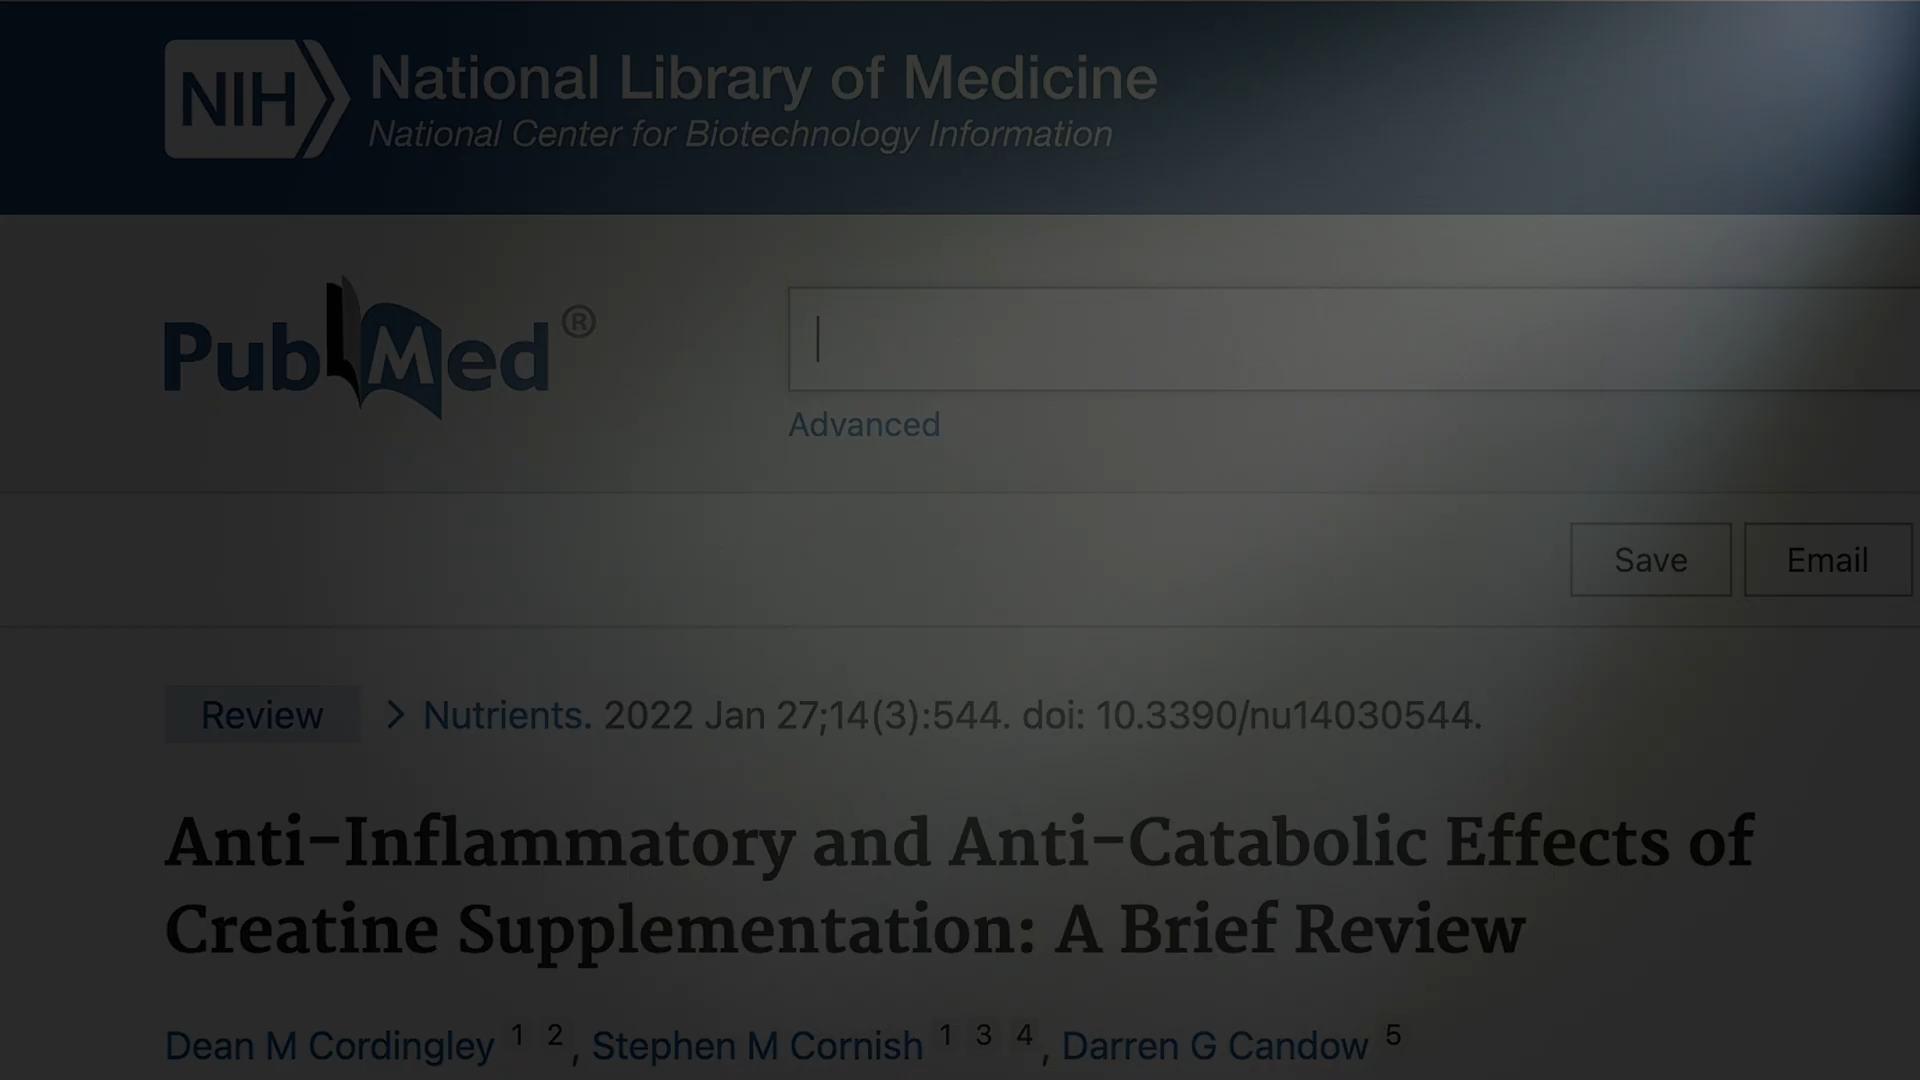 NIH National Library of Medicine
National Center for Biotechnology Information
PubMed®
Advanced
Save Email
Review > Nutrients. 2022 Jan 27;14(3):544. doi: 10.3390/nu14030544.
Anti-Inflammatory and Anti-Catabolic Effects of
Creatine Supplementation: A Brief Review
Dean M Cordingley 1 2, Stephen M Cornish 1 3 4, Darren G Candow 5